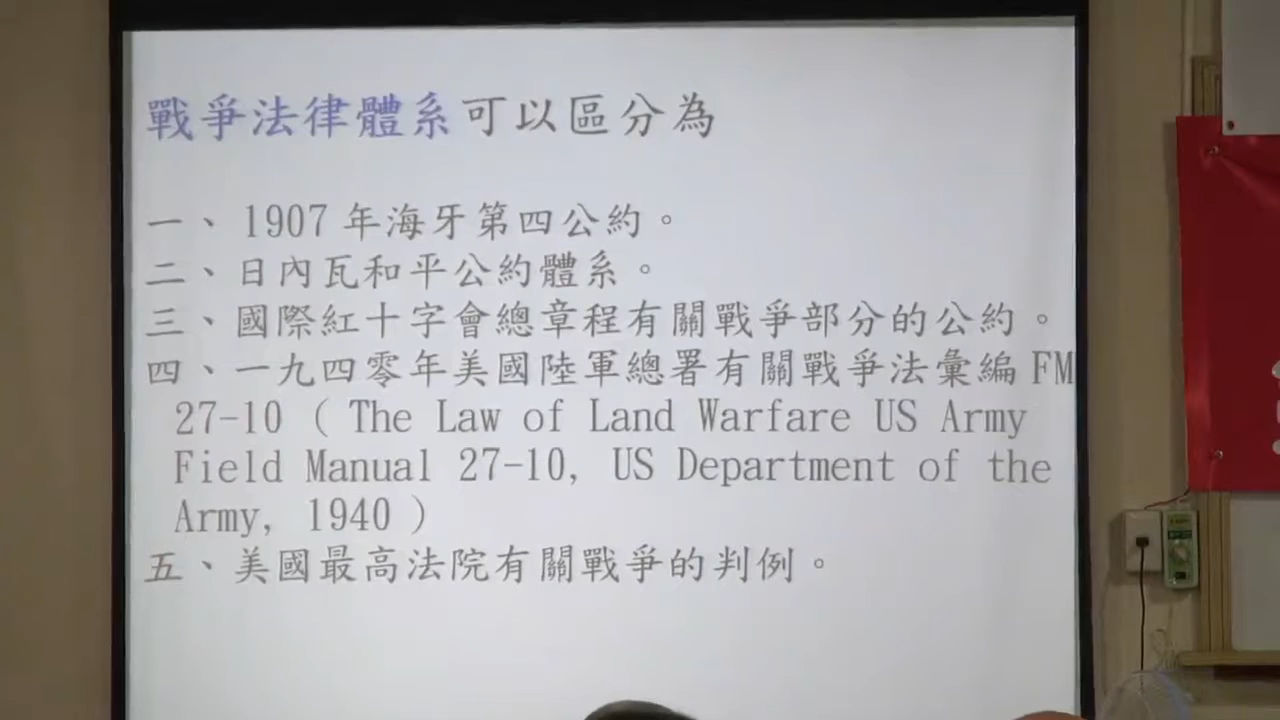 戰爭法律體系可以區分為
一、1907年海牙第四公約。
二、日內瓦和平公約體系。
三、國際紅十字會總章程有關戰爭部分的公約。
四、一九四零年美國陸軍總署有關戰爭法彙編 FM
27-10 ( The Law of Land Warfare US Army
Field Manual 27-10, US Department of the
Army, 1940 )
五、美國最高法院有關戰爭的判例。